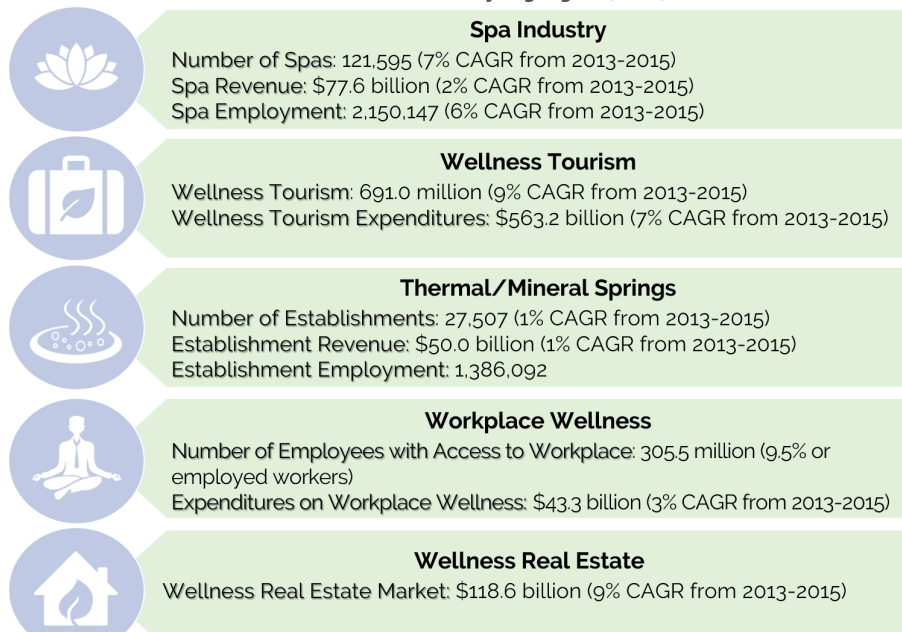 Spa Industry
Number of Spas: 121,595 (7% CAGR from 2013-2015)
Spa Revenue: $77.6 billion (2% CAGR from 2013-2015)
Spa Employment: 2,150,147 (6% CAGR from 2013-2015)
Wellness Tourism
Wellness Tourism: 691.0 million (9% CAGR from 2013-2015)
Wellness Tourism Expenditures: $563.2 billion (7% CAGR from 2013-2015)
Thermal/Mineral Springs
Number of Establishments: 27,507 (1% CAGR from 2013-2015)
Establishment Revenue: $50.0 billion (1% CAGR from 2013-2015)
Establishment Employment: 1,386,092
Workplace Wellness
Number of Employees with Access to Workplace: 305.5 million (9.5% or
employed workers)
Expenditures on Workplace Wellness: $43.3 billion (3% CAGR from 2013-2015)
Wellness Real Estate
Wellness Real Estate Market: $118.6 billion (9% CAGR from 2013-2015)